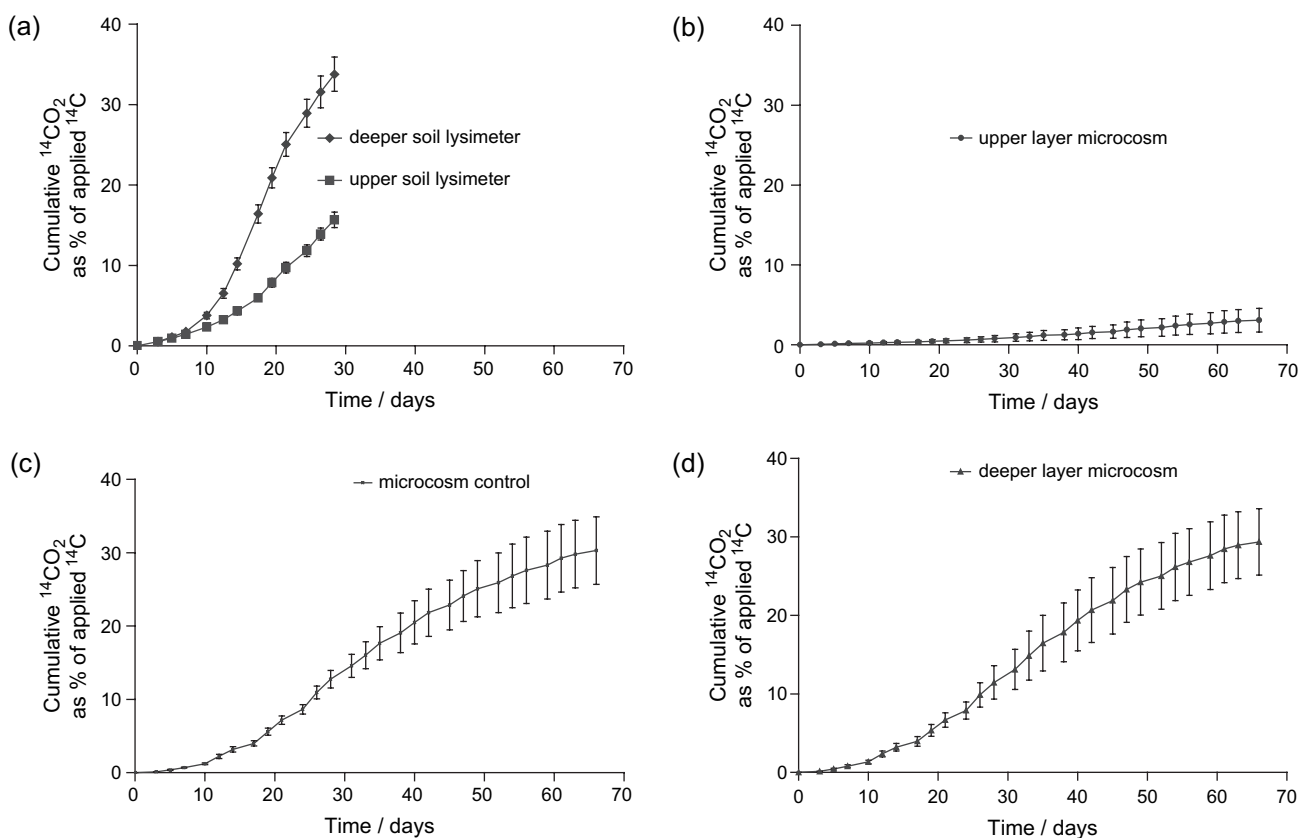 (a)
40
30
20
10
0
Cumulative ¹⁴CO₂
as % of applied ¹⁴C
deeper soil lysimeter
upper soil lysimeter
0 10 20 30 40 50 60 70
Time / days
(b)
40
30
20
10
0
Cumulative ¹⁴CO₂
as % of applied ¹⁴C
upper layer microcosm
0 10 20 30 40 50 60 70
Time / days
(c)
40
30
20
10
0
Cumulative ¹⁴CO₂
as % of applied ¹⁴C
microcosm control
0 10 20 30 40 50 60 70
Time / days
(d)
40
30
20
10
0
Cumulative ¹⁴CO₂
as % of applied ¹⁴C
deeper layer microcosm
0 10 20 30 40 50 60 70
Time / days